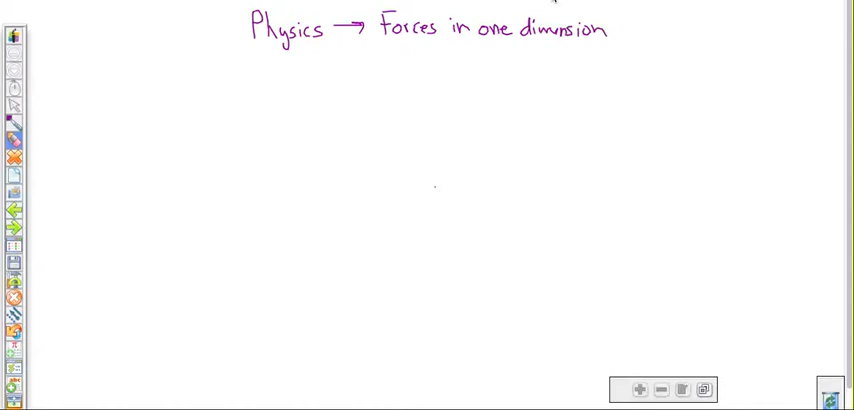 Physics → Forces in one dimension